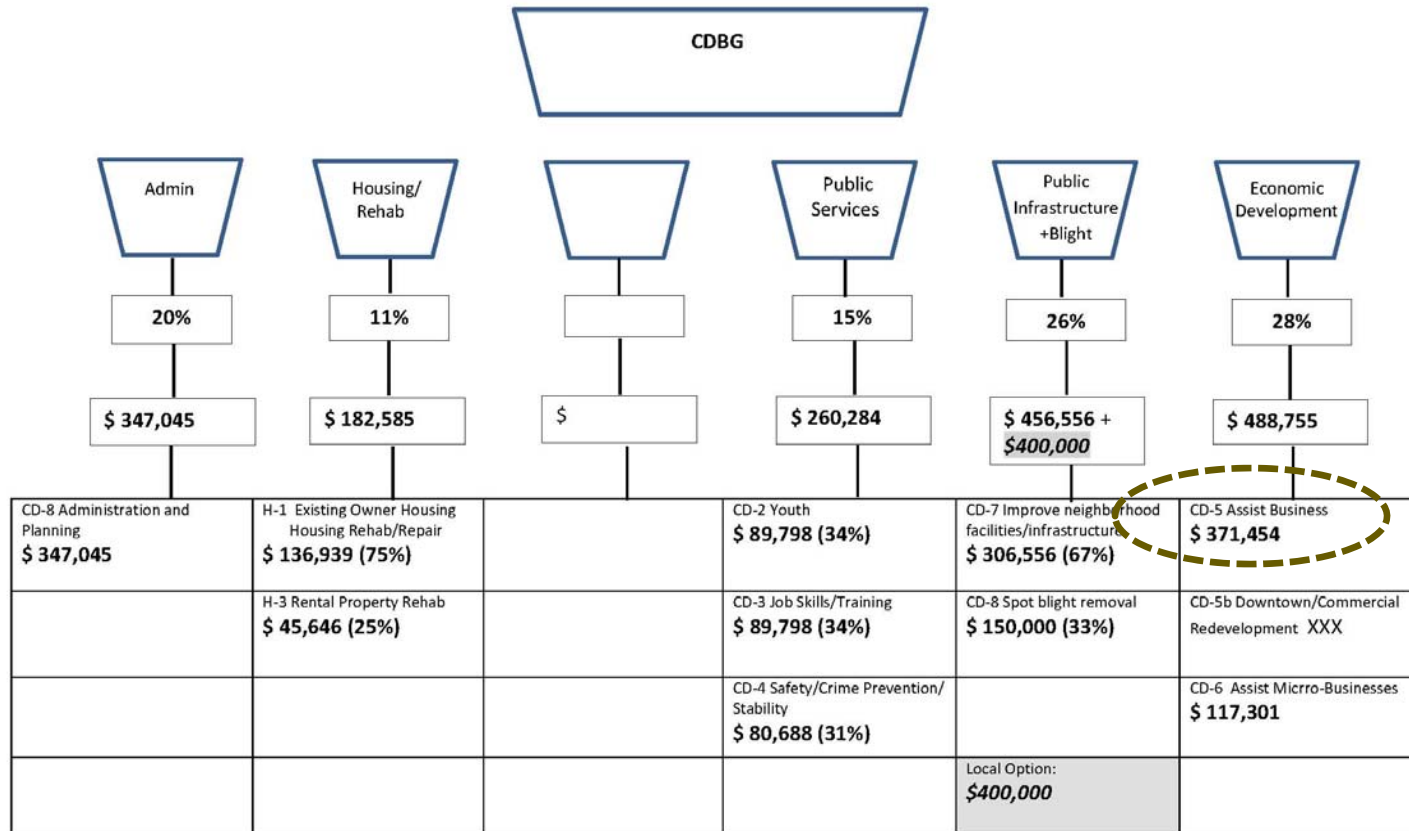 CDBG
Admin
Housing/
Rehab
Public
Services
Public
Infrastructure
+Blight
Economic
Development
20%
11%
15%
26%
28%
$ 347,045
$ 182,585
$
$ 260,284
$ 456,556 +
$400,000
$ 488,755
CD-8 Administration and
Planning
$ 347,045
H-1 Existing Owner Housing
Housing Rehab/Repair
$ 136,939 (75%)
CD-2 Youth
$ 89,798 (34%)
CD-7 Improve neighborhood
facilities/infrastructure
$ 306,556 (67%)
CD-5 Assist Business
$ 371,454
H-3 Rental Property Rehab
$ 45,646 (25%)
CD-3 Job Skills/Training
$ 89,798 (34%)
CD-8 Spot blight removal
$ 150,000 (33%)
CD-5b Downtown/Commercial
Redevelopment XXX
CD-4 Safety/Crime Prevention/
Stability
$ 80,688 (31%)
CD-6 Assist Micrro-Businesses
$ 117,301
Local Option:
$400,000